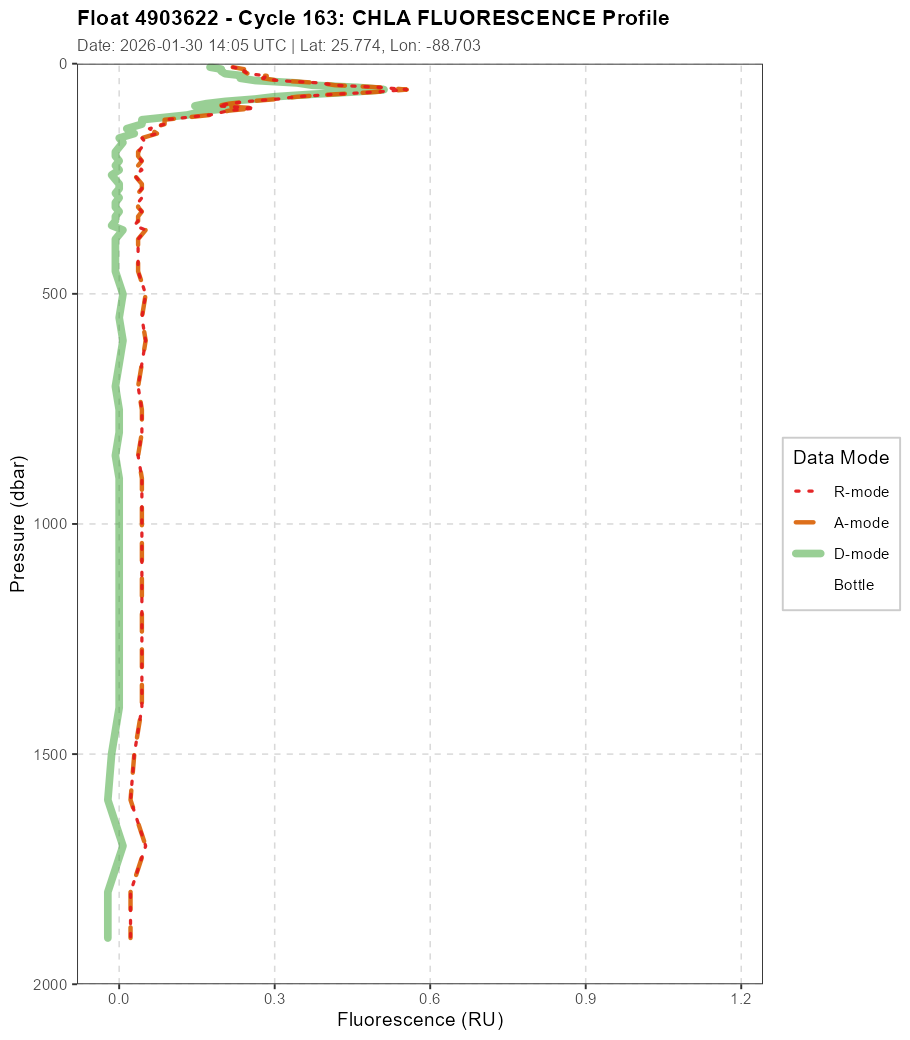 Float 4903622 - Cycle 163: CHLA FLUORESCENCE Profile
Date: 2026-01-30 14:05 UTC | Lat: 25.774, Lon: -88.703
0
500
1000
1500
2000
Pressure (dbar)
0.0 0.3 0.6 0.9 1.2
Fluorescence (RU)
Data Mode
R-mode
A-mode
D-mode
Bottle